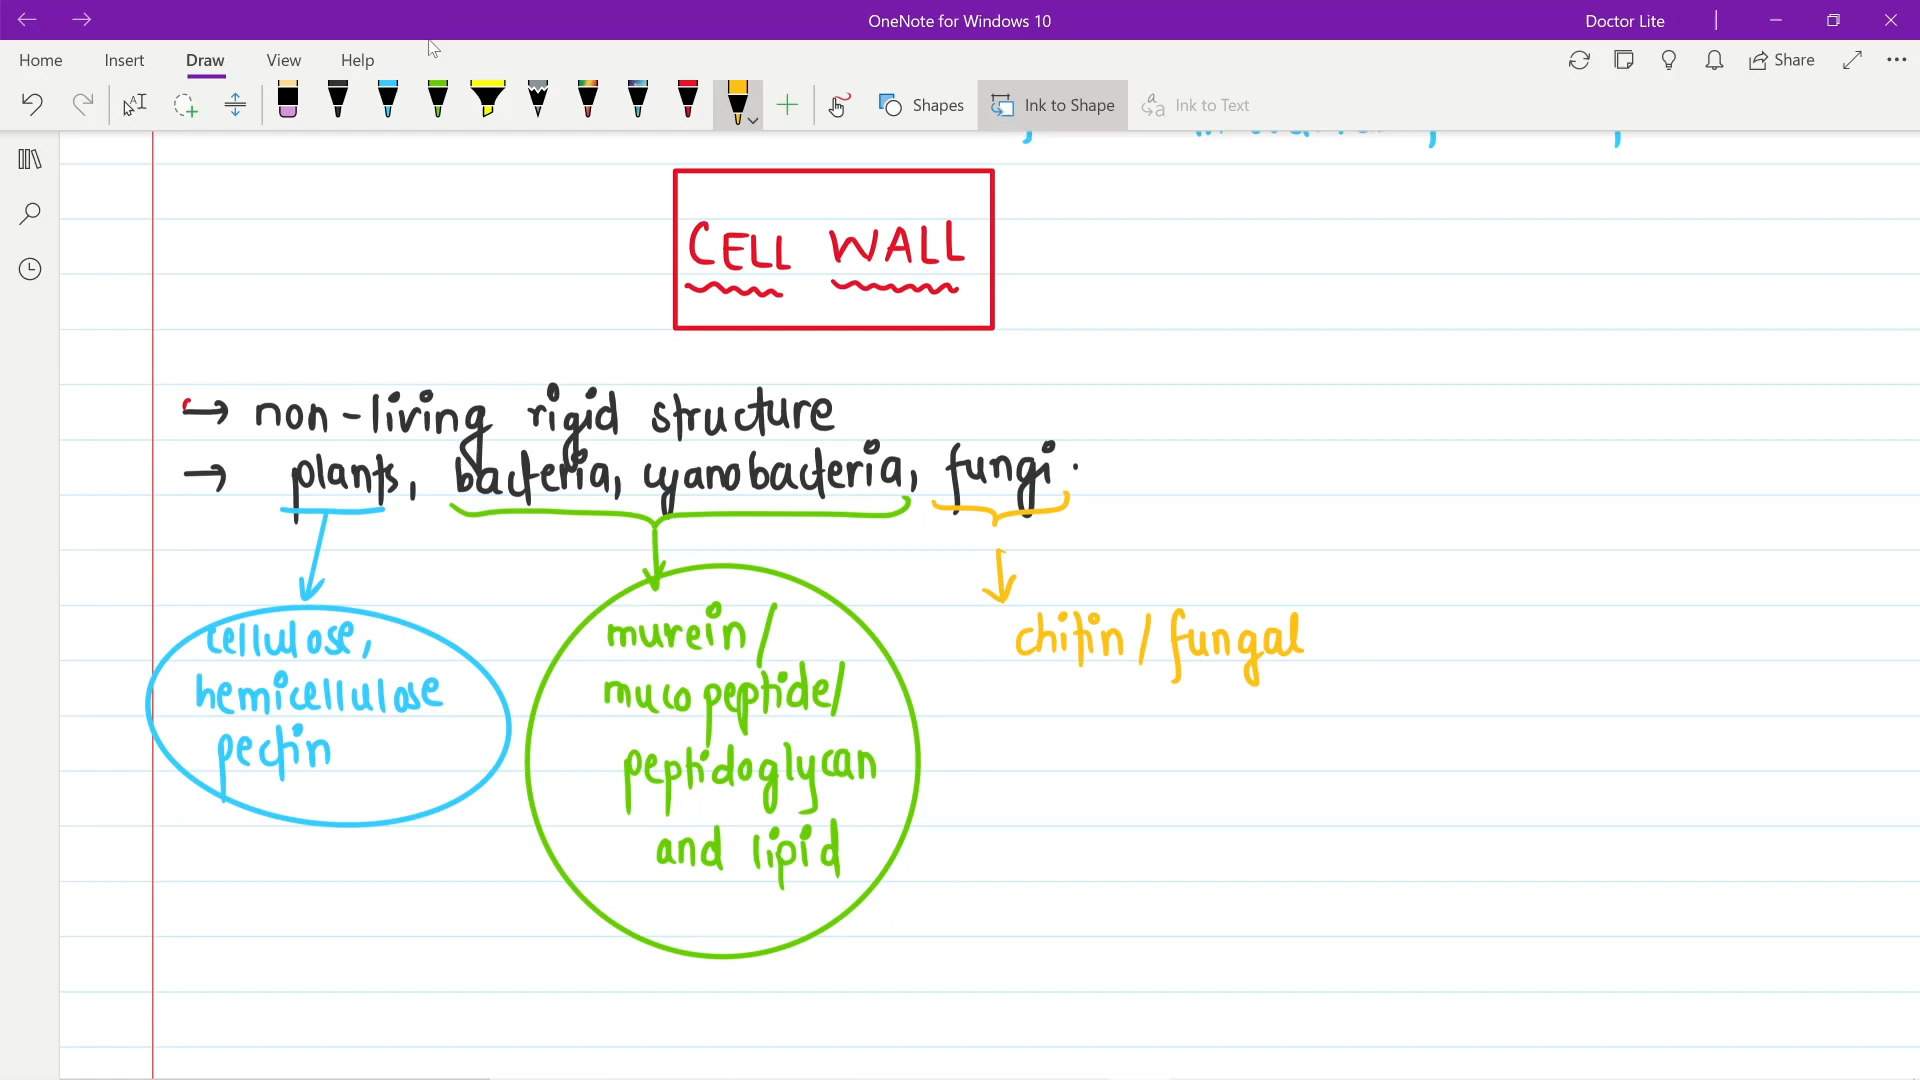 OneNote for Windows 10
Doctor Lite
Home Insert Draw View Help
Share
Shapes Ink to Shape Ink to Text
CELL WALL
→ non-living rigid structure
→ plants, bacteria, cyanobacteria, fungi.
cellulose,
hemicellulose
pectin
murein/
mucopeptide/
peptidoglycan
and lipid
chitin/fungal